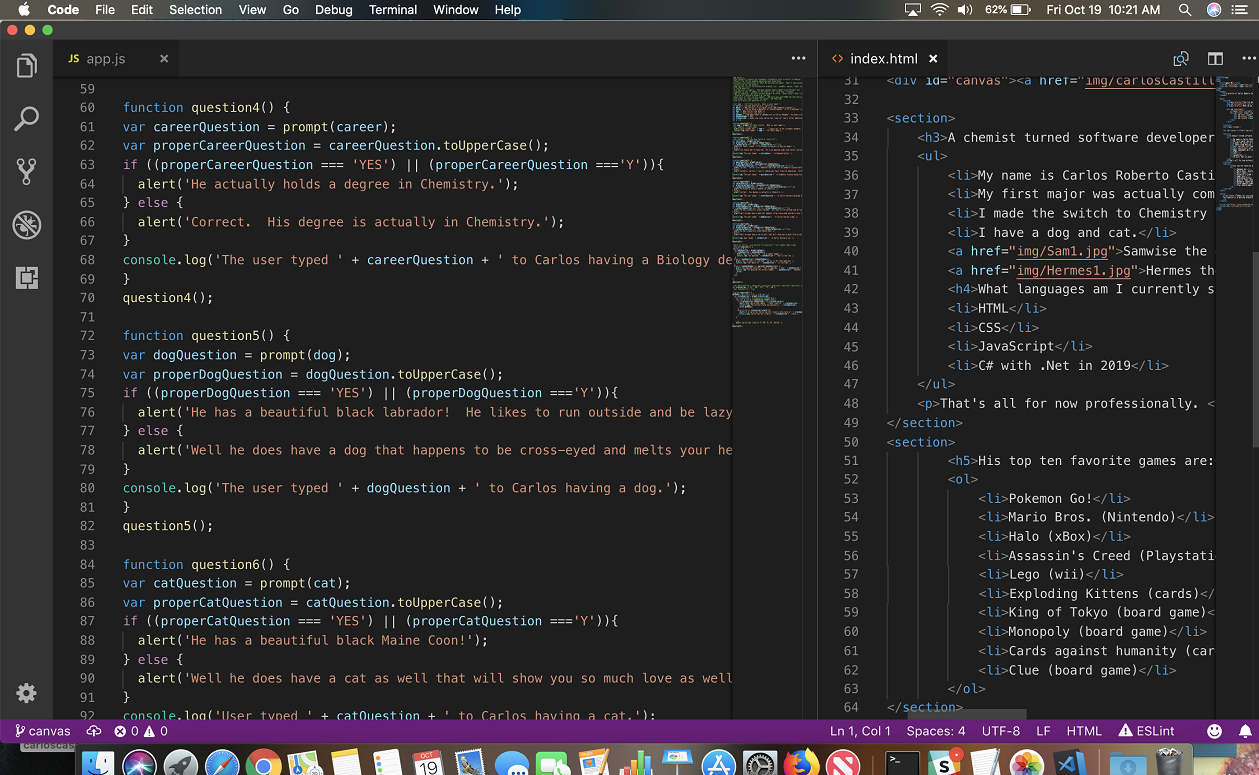 Code File Edit Selection View Go Debug Terminal Window Help 62% Fri Oct 19 10:21 AM
JS app.js × ••• <> index.html × •••
59
60 function question4() {
61 var careerQuestion = prompt(career);
62 var properCareerQuestion = careerQuestion.toUpperCase();
63 if ((properCareerQuestion === 'YES') || (properCareerQuestion ==='Y')){
64 alert('He actually holds a degree in Chemistry.');
65 } else {
66 alert('Correct.  His degree is actually in Chemistry.');
67 }
68 console.log('The user typed ' + careerQuestion + ' to Carlos having a Biology de
69 }
70 question4();
71
72 function question5() {
73 var dogQuestion = prompt(dog);
74 var properDogQuestion = dogQuestion.toUpperCase();
75 if ((properDogQuestion === 'YES') || (properDogQuestion ==='Y')){
76 alert('He has a beautiful black labrador!  He likes to run outside and be lazy
77 } else {
78 alert('Well he does have a dog that happens to be cross-eyed and melts your he
79 }
80 console.log('The user typed ' + dogQuestion + ' to Carlos having a dog.');
81 }
82 question5();
83
84 function question6() {
85 var catQuestion = prompt(cat);
86 var properCatQuestion = catQuestion.toUpperCase();
87 if ((properCatQuestion === 'YES') || (properCatQuestion ==='Y')){
88 alert('He has a beautiful black Maine Coon!');
89 } else {
90 alert('Well he does have a cat as well that will show you so much love as well
91 }
92 console.log('User typed ' + catQuestion + ' to Carlos having a cat.');
31 <div id="canvas"><a href="img/carlosCastill
32
33 <section>
34 <h3>A chemist turned software developer
35 <ul>
36 <li>My name is Carlos Roberto Casti
37 <li>My first major was actually com
38 <li>I made the switch to Chemistry
39 <li>I have a dog and cat.</li>
40 <a href="img/Sam1.jpg">Samwise the
41 <a href="img/Hermes1.jpg">Hermes th
42 <h4>What languages am I currently s
43 <li>HTML</li>
44 <li>CSS</li>
45 <li>JavaScript</li>
46 <li>C# with .Net in 2019</li>
47 </ul>
48 <p>That's all for now professionally. <
49 </section>
50 <section>
51 <h5>His top ten favorite games are:
52 <ol>
53 <li>Pokemon Go!</li>
54 <li>Mario Bros. (Nintendo)</li>
55 <li>Halo (xBox)</li>
56 <li>Assassin's Creed (Playstati
57 <li>Lego (wii)</li>
58 <li>Exploding Kittens (cards)</
59 <li>King of Tokyo (board game)<
60 <li>Monopoly (board game)</li>
61 <li>Cards against humanity (car
62 <li>Clue (board game)</li>
63 </ol>
64 </section>
canvas 0 0 Ln 1, Col 1 Spaces: 4 UTF-8 LF HTML ESLint
carloscas
OCT
19